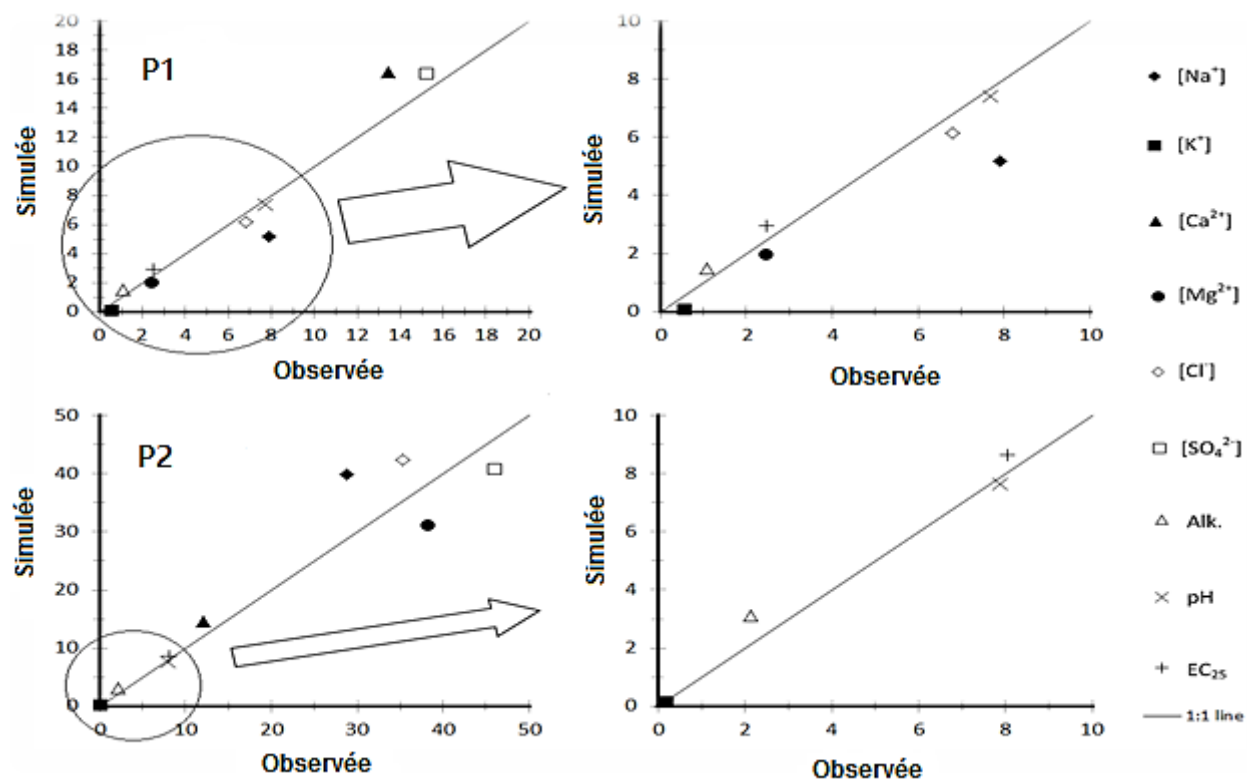 P1
Simulée
20
18
16
14
12
10
8
6
4
2
0
0 2 4 6 8 10 12 14 16 18 20
Observée
Simulée
10
8
6
4
2
0
0 2 4 6 8 10
Observée
P2
Simulée
50
40
30
20
10
0
0 10 20 30 40 50
Observée
Simulée
10
8
6
4
2
0
0 2 4 6 8 10
Observée
[Na⁺]
[K⁺]
[Ca²⁺]
[Mg²⁺]
[Cl⁻]
[SO₄²⁻]
Alk.
pH
EC₂₅
1:1 line